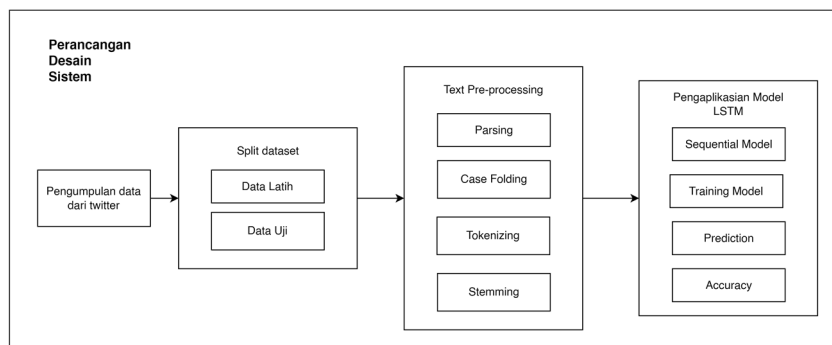 Perancangan
Desain
Sistem
Pengumpulan data
dari twitter
Split dataset
Data Latih
Data Uji
Text Pre-processing
Parsing
Case Folding
Tokenizing
Stemming
Pengaplikasian Model
LSTM
Sequential Model
Training Model
Prediction
Accuracy